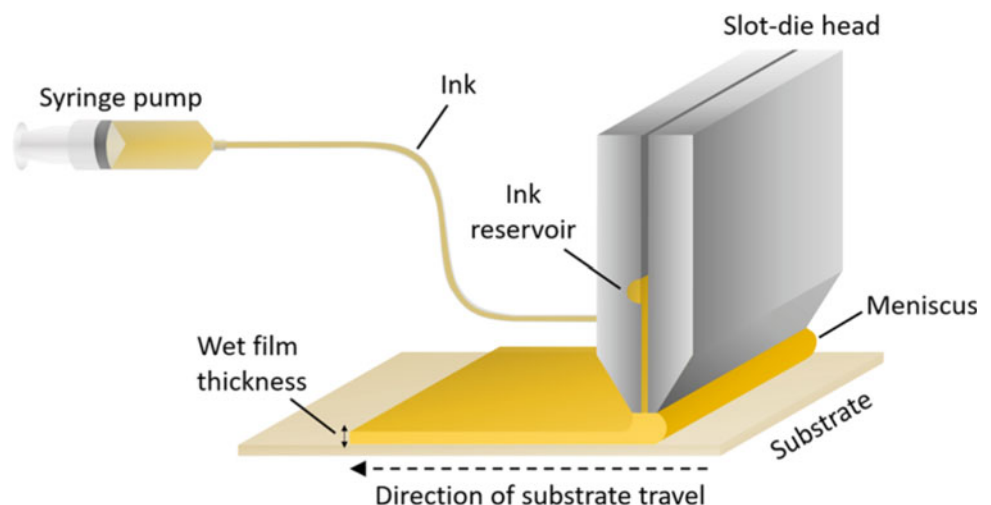 Slot-die head
Syringe pump
Ink
Ink
reservoir
Meniscus
Wet film
thickness
Substrate
Direction of substrate travel